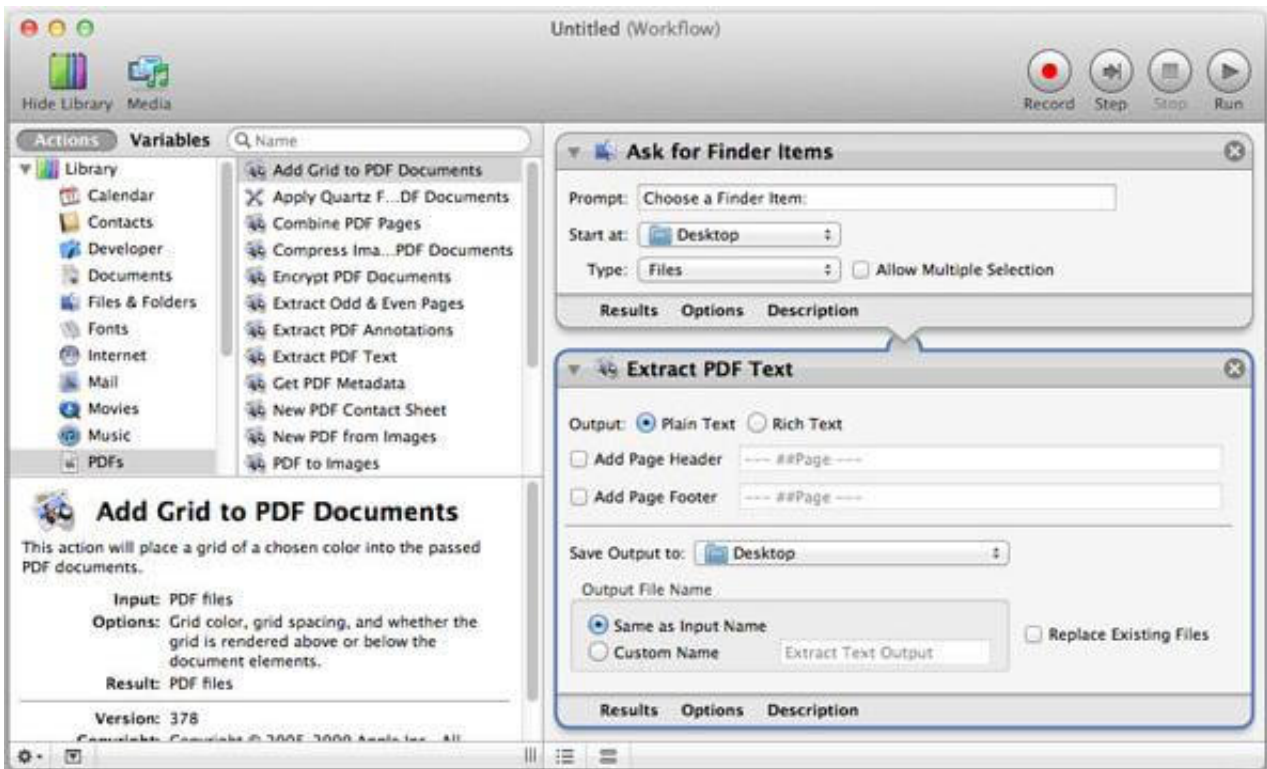 Untitled (Workflow)
Hide Library Media
Record Step Stop Run
Actions Variables Name
Library
Calendar
Contacts
Developer
Documents
Files & Folders
Fonts
Internet
Mail
Movies
Music
PDFs
Add Grid to PDF Documents
Apply Quartz F...DF Documents
Combine PDF Pages
Compress Ima...PDF Documents
Encrypt PDF Documents
Extract Odd & Even Pages
Extract PDF Annotations
Extract PDF Text
Get PDF Metadata
New PDF Contact Sheet
New PDF from Images
PDF to Images
Add Grid to PDF Documents
This action will place a grid of a chosen color into the passed
PDF documents.
Input: PDF files
Options: Grid color, grid spacing, and whether the
grid is rendered above or below the
document elements.
Result: PDF files
Version: 378
Ask for Finder Items
Prompt: Choose a Finder Item:
Start at: Desktop
Type: Files Allow Multiple Selection
Results Options Description
Extract PDF Text
Output: Plain Text Rich Text
Add Page Header --- ##Page ---
Add Page Footer --- ##Page ---
Save Output to: Desktop
Output File Name
Same as Input Name
Custom Name Extract Text Output
Replace Existing Files
Results Options Description